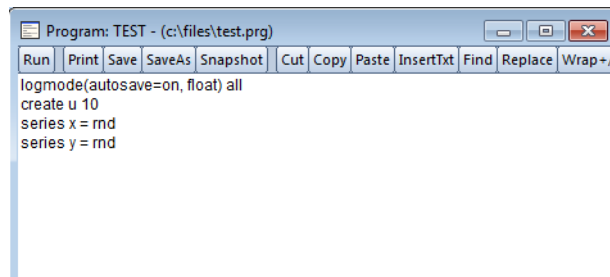 Program: TEST - (c:\files\test.prg)
Run Print Save SaveAs Snapshot Cut Copy Paste InsertTxt Find Replace Wrap+/
logmode(autosave=on, float) all
create u 10
series x = rnd
series y = rnd